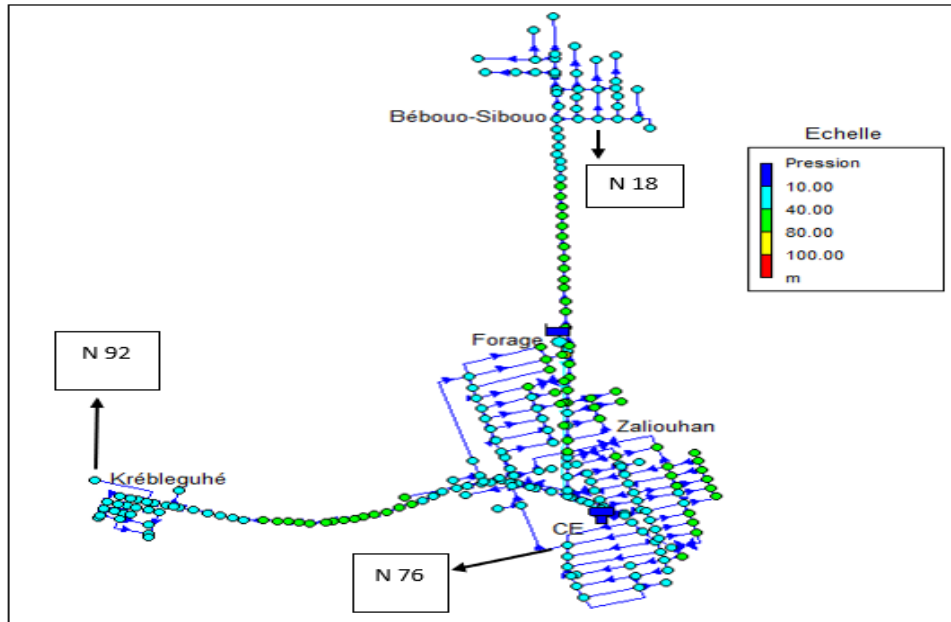 Bébouo-Sibouo
N 18
Echelle
Pression
10.00
40.00
80.00
100.00
m
Forage
N 92
Zaliouhan
Krébleguhé
CE
N 76